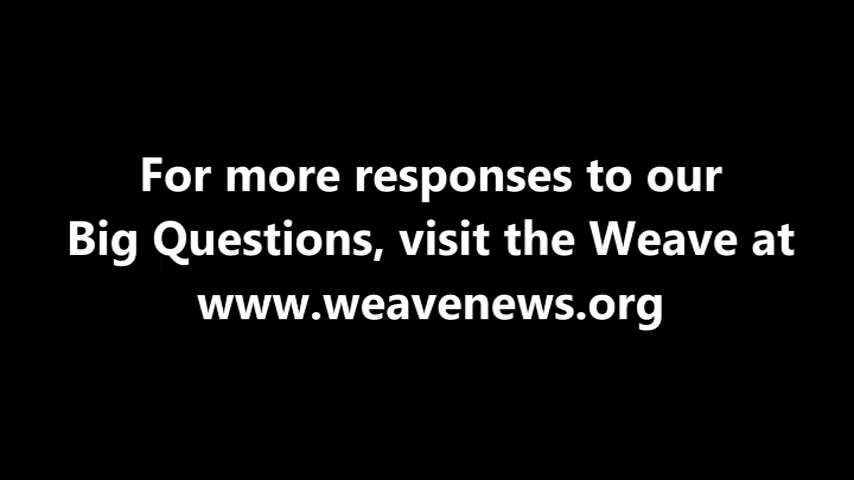 For more responses to our
Big Questions, visit the Weave at
www.weavenews.org